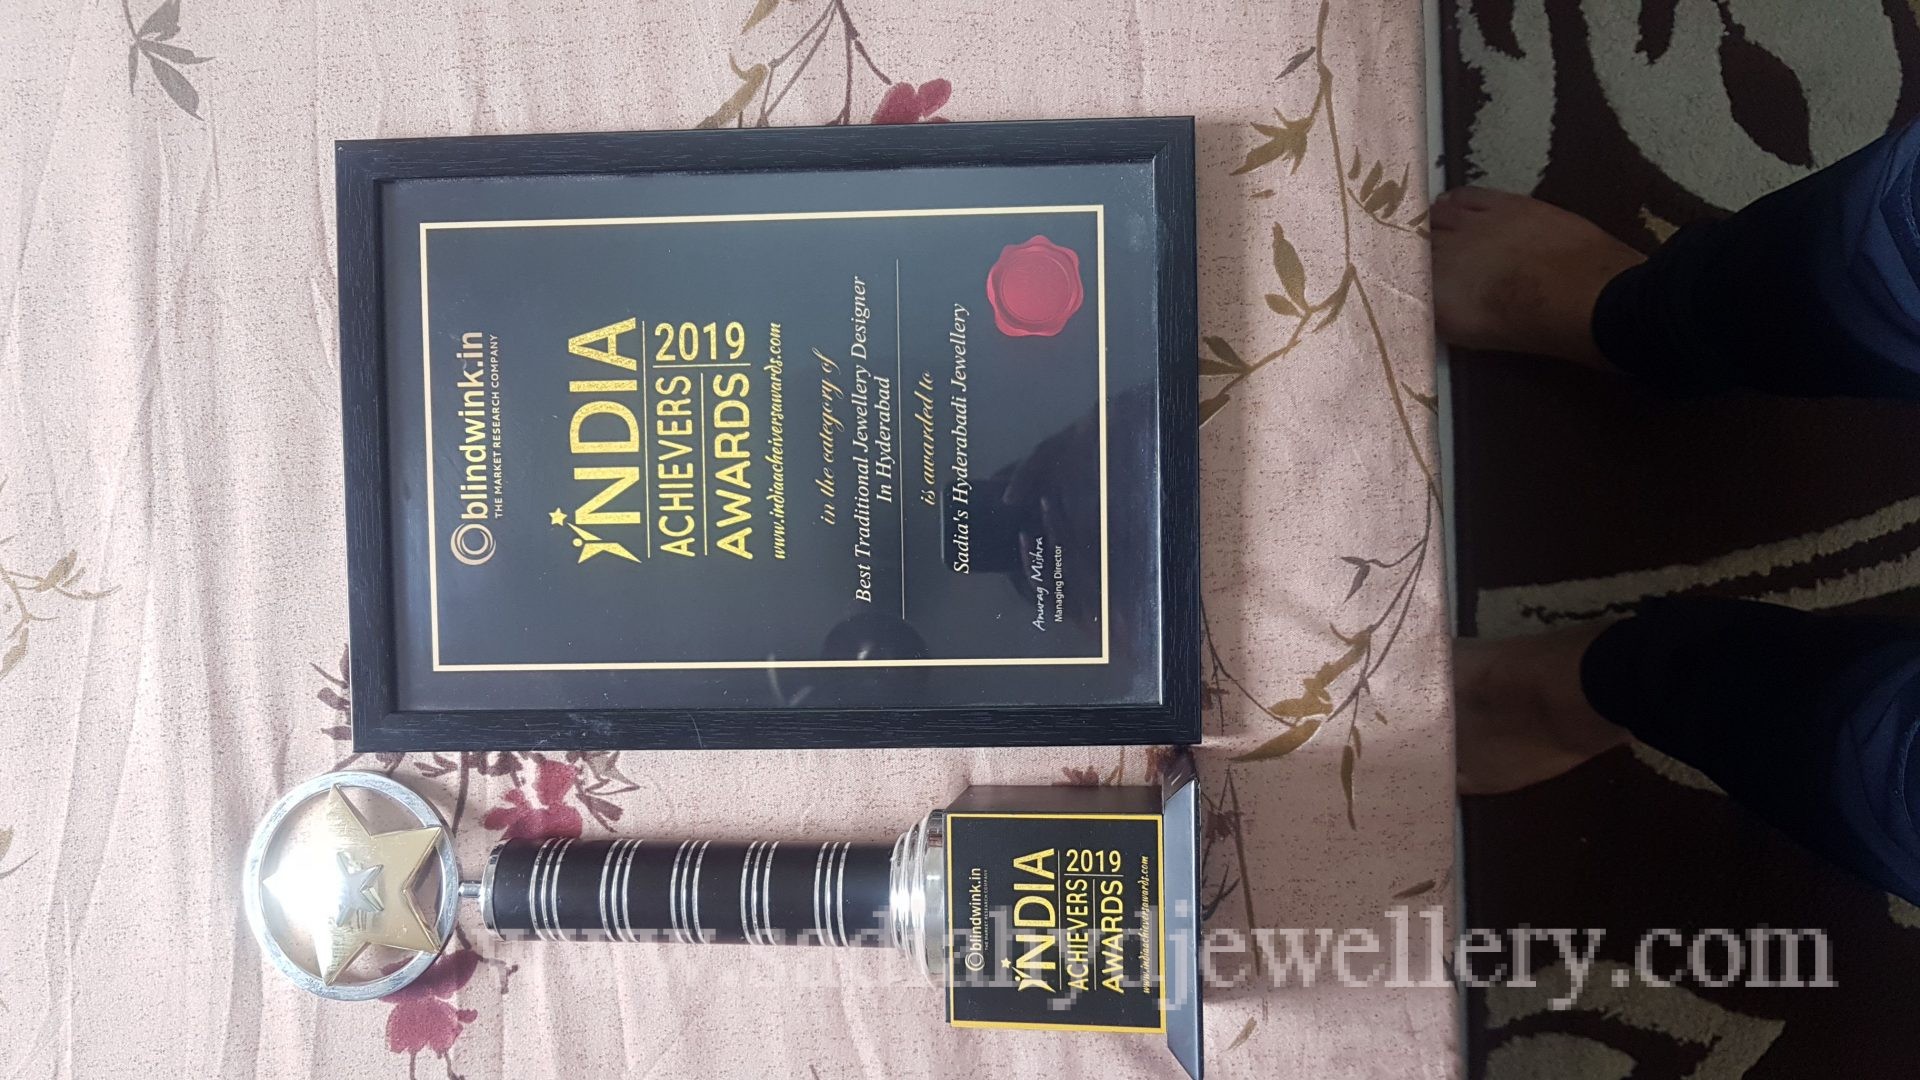 blindwink.in
THE MARKET RESEARCH COMPANY
INDIA
ACHIEVERS
AWARDS
2019
www.indiaacheiversawards.com
in the category of
Best Traditional Jewellery Designer
In Hyderabad
is awarded to
Sadia's Hyderabadi Jewellery
Anurag Mishra
Managing Director
blindwink.in
THE MARKET RESEARCH COMPANY
INDIA
ACHIEVERS
AWARDS
2019
www.indiaachieversawards.com